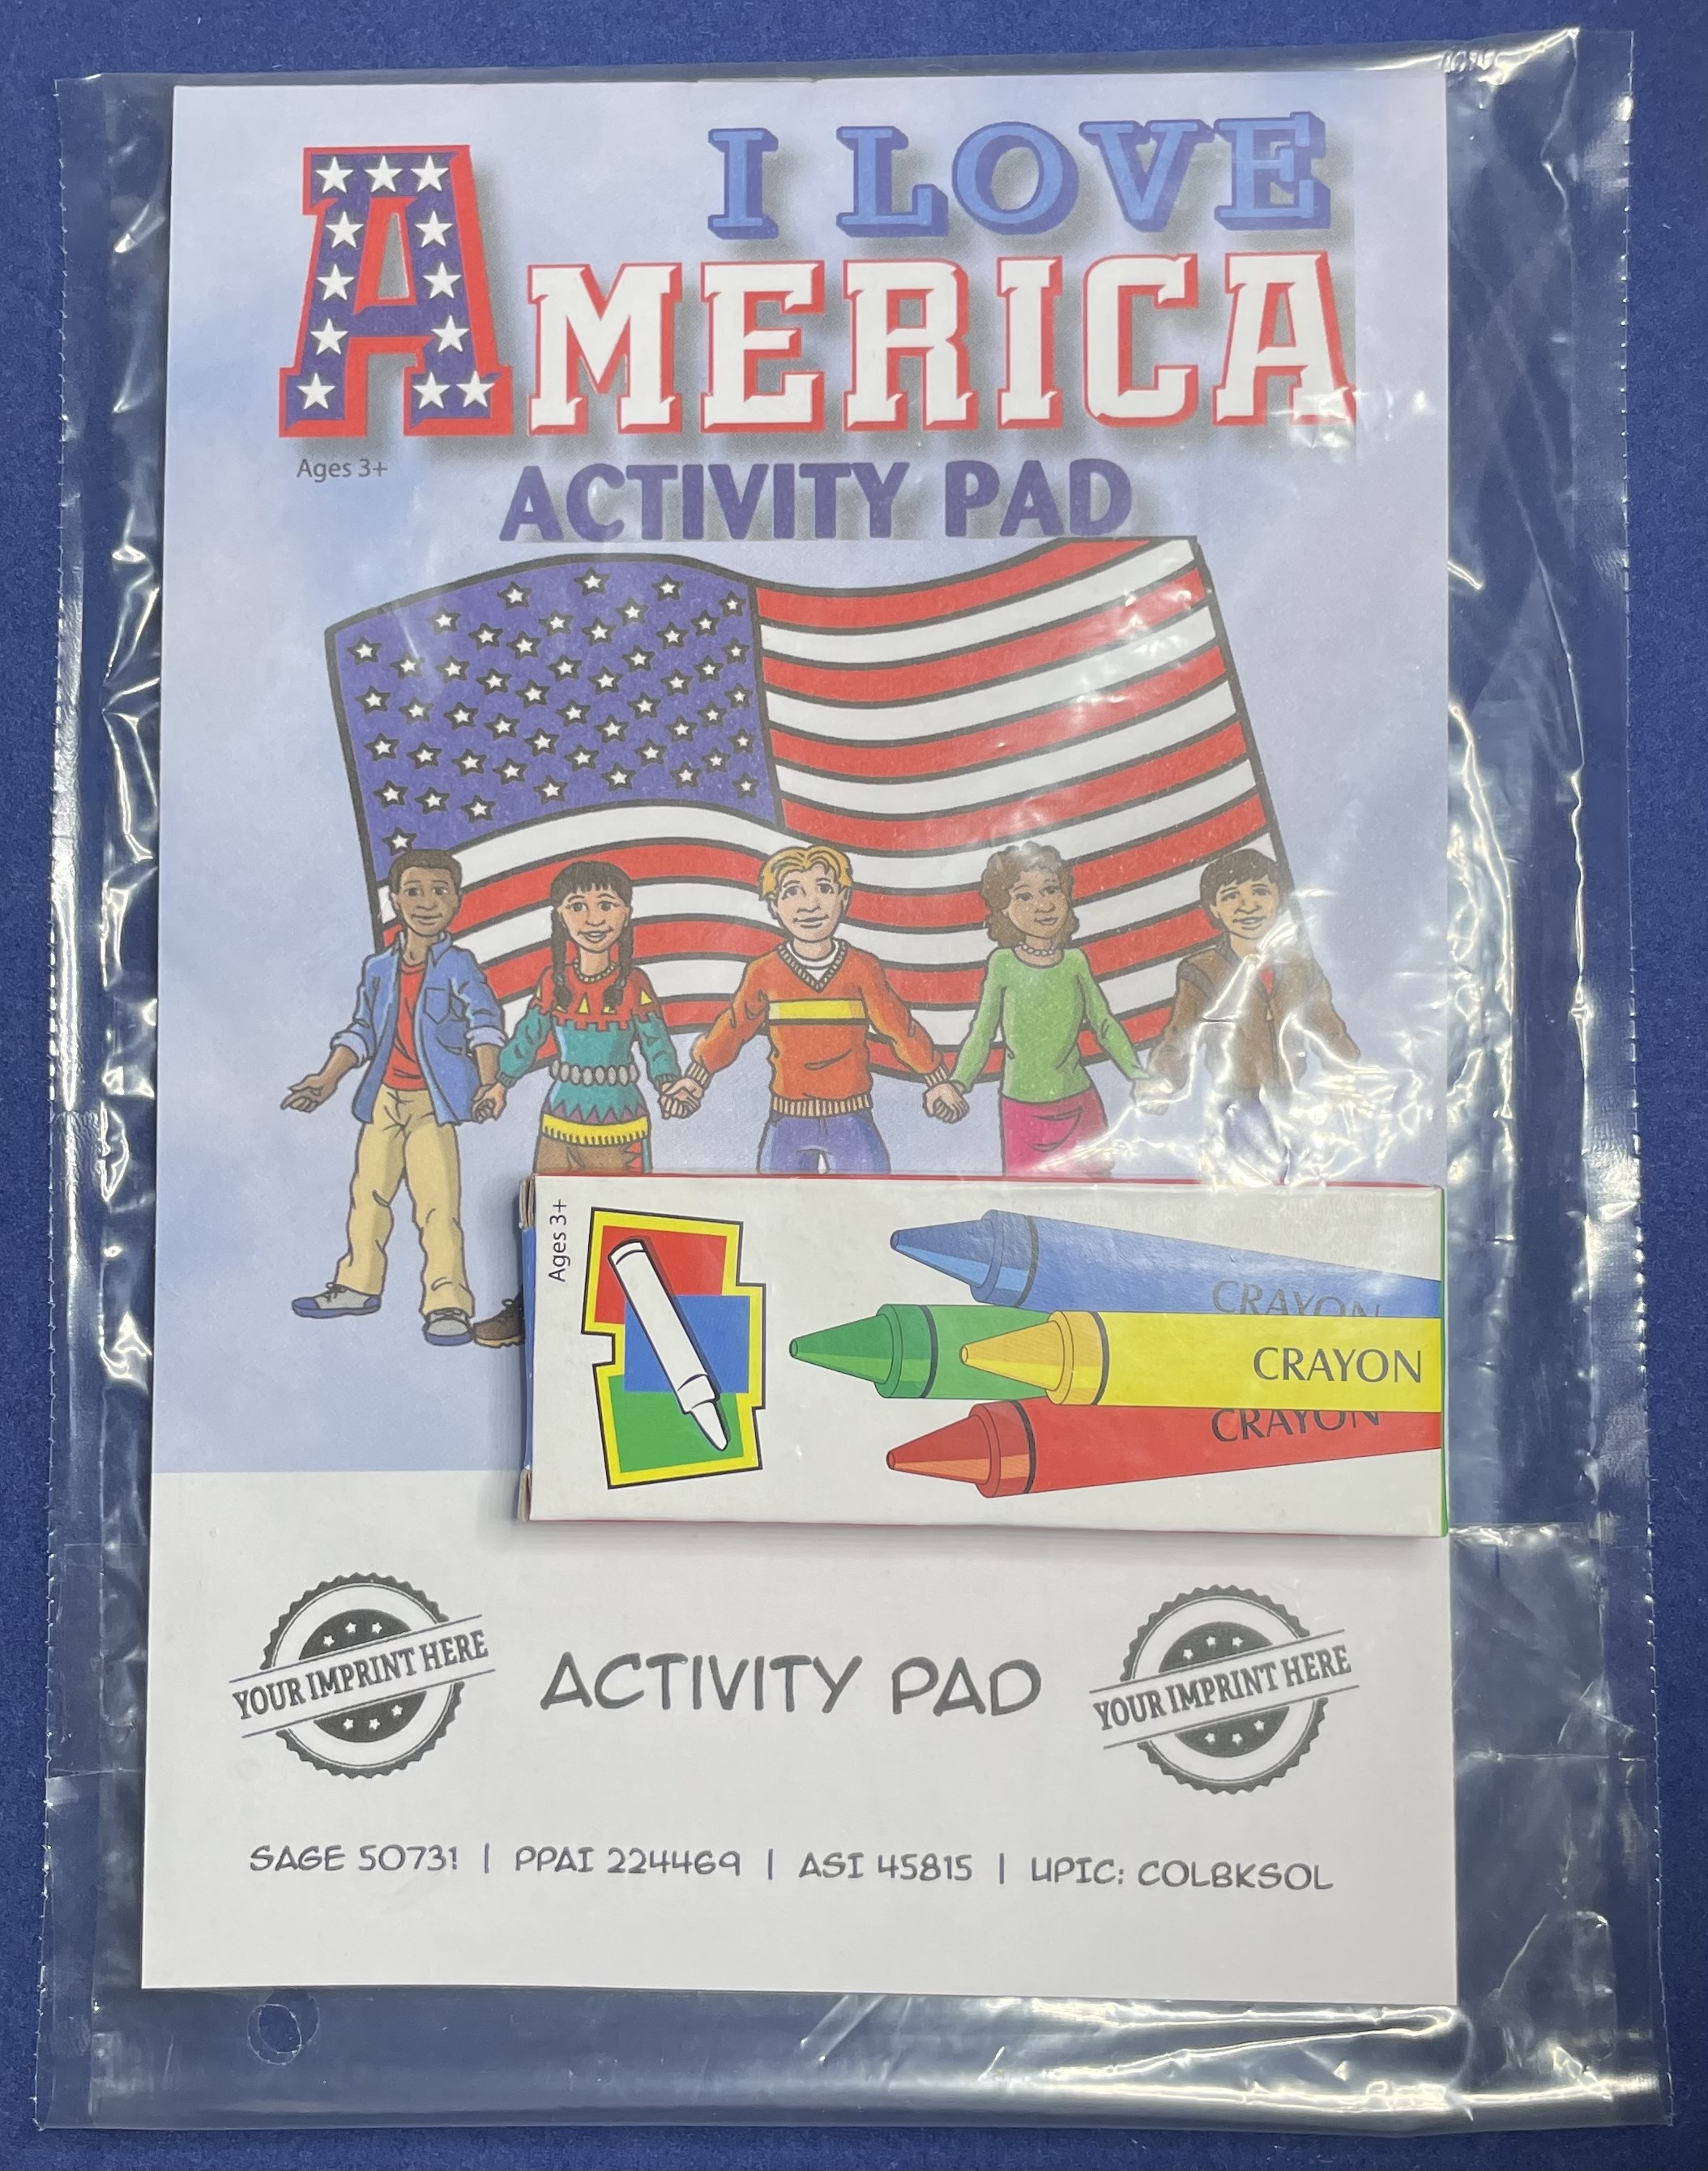 I LOVE
AMERICA
Ages 3+
ACTIVITY PAD
Ages 3+
CRAYON
CRAYON
CRAYON
YOUR IMPRINT HERE
ACTIVITY PAD
YOUR IMPRINT HERE
SAGE 50731 | PPAI 224469 | ASI 45815 | UPIC: COLBKSOL